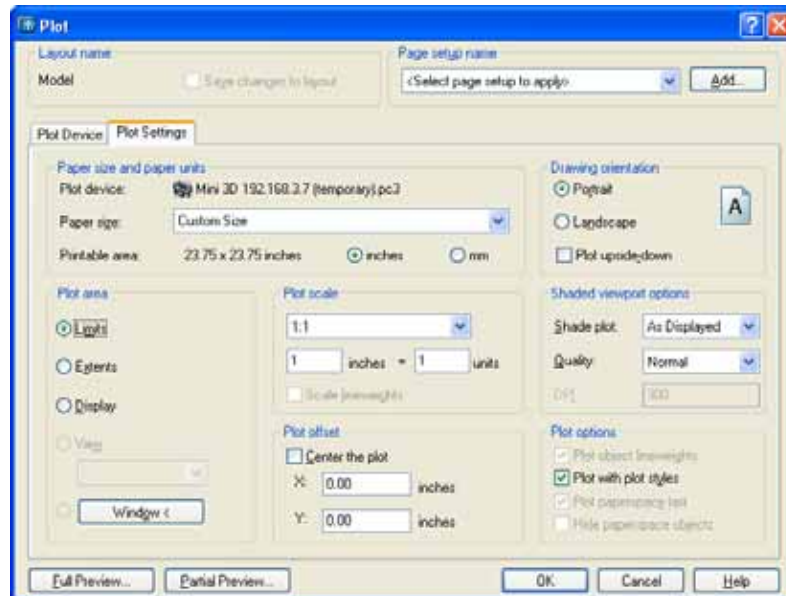 Plot
Layout name
Model
Save changes to layout
Page setup name
<Select page setup to apply>
Add...
Plot Device
Plot Settings
Paper size and paper units
Plot device:
Mini 3D 192.168.3.7 (temporary).pc3
Paper size:
Custom Size
Printable area:
23.75 x 23.75 inches
inches
mm
Drawing orientation
Portrait
Landscape
Plot upside-down
A
Plot area
Limits
Extents
Display
View
Window <
Plot scale
1:1
1 inches = 1 units
Scale lineweights
Plot offset
Center the plot
X: 0.00 inches
Y: 0.00 inches
Shaded viewport options
Shade plot: As Displayed
Quality: Normal
DPI 300
Plot options
Plot object lineweights
Plot with plot styles
Plot paperspace last
Hide paperspace objects
Full Preview...
Partial Preview...
OK
Cancel
Help